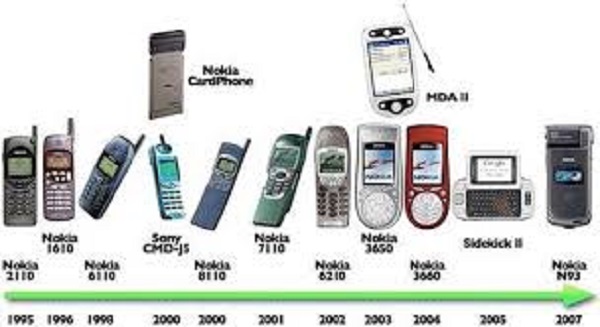 Nokia
CardPhone
MDA II
Nokia
1610
Sony
CMD-J5
Nokia
7110
Nokia
3650
Sidekick II
Nokia
2110
Nokia
6110
Nokia
8110
Nokia
6210
Nokia
3660
Nokia
N93
1995 1996 1998 2000 2000 2001 2002 2003 2004 2005 2007